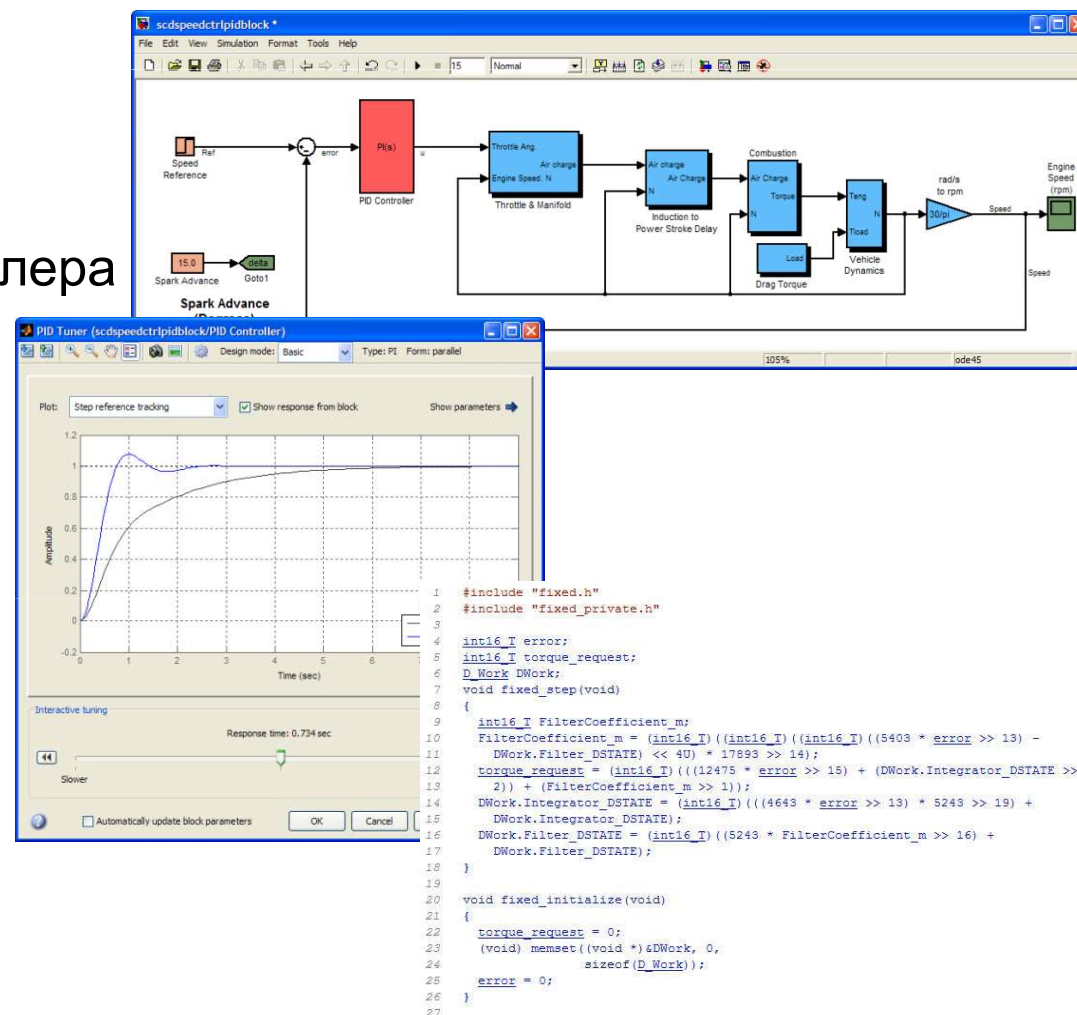 scdspeedctrlpidblock *
File Edit View Simulation Format Tools Help
15 Normal
Speed Reference
Ref
error
PI(s)
u
PID Controller
Throttle Ang.
Air charge
Engine Speed. N
Throttle & Manifold
Air charge
Air Charge
N
Induction to
Power Stroke Delay
Combustion
Air Charge
Torque
N
Load
Drag Torque
Teng
N
Tload
Vehicle
Dynamics
rad/s
to rpm
30/pi
Speed
Engine
Speed
(rpm)
Speed
15.0
Spark Advance
delta
Goto1
Spark Advance
105% ode45
лера
PID Tuner (scdspeedctrlpidblock/PID Controller)
Design mode: Basic Type: PI Form: parallel
Plot: Step reference tracking Show response from block Show parameters
1.2
1
0.8
0.6
0.4
0.2
0
-0.2
Amplitude
0 1 2 3 4 5 6
Time (sec)
Interactive tuning
Response time: 0.734 sec
Slower
Automatically update block parameters OK Cancel
1 #include "fixed.h"
2 #include "fixed_private.h"
3
4 int16_T error;
5 int16_T torque_request;
6 D_Work DWork;
7 void fixed_step(void)
8 {
9 int16_T FilterCoefficient_m;
10 FilterCoefficient_m = (int16_T)((int16_T)((int16_T)((5403 * error >> 13) -
11 DWork.Filter_DSTATE) << 4U) * 17893 >> 14);
12 torque_request = (int16_T)(((12475 * error >> 15) + (DWork.Integrator_DSTATE >>
13 2)) + (FilterCoefficient_m >> 1));
14 DWork.Integrator_DSTATE = (int16_T)(((4643 * error >> 13) * 5243 >> 19) +
15 DWork.Integrator_DSTATE);
16 DWork.Filter_DSTATE = (int16_T)((5243 * FilterCoefficient_m >> 16) +
17 DWork.Filter_DSTATE);
18 }
19
20 void fixed_initialize(void)
21 {
22 torque_request = 0;
23 (void) memset((void *)&DWork, 0,
24 sizeof(D_Work));
25 error = 0;
26 }
27